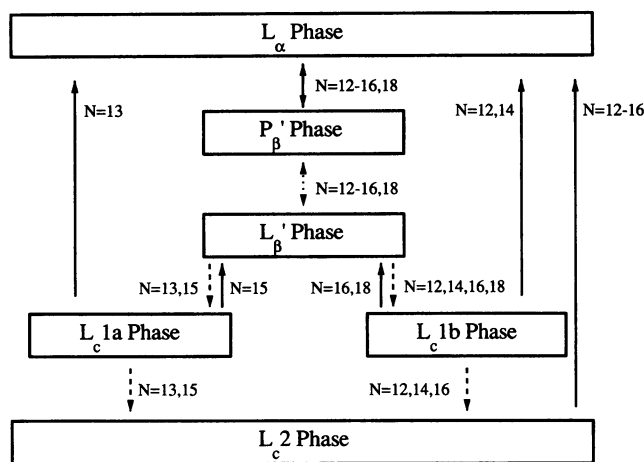 Lα Phase
N=12-16,18
N=13
N=12,14
N=12-16
Pβ' Phase
N=12-16,18
Lβ' Phase
N=13,15
N=15
N=16,18
N=12,14,16,18
Lc1a Phase
Lc1b Phase
N=13,15
N=12,14,16
Lc2 Phase